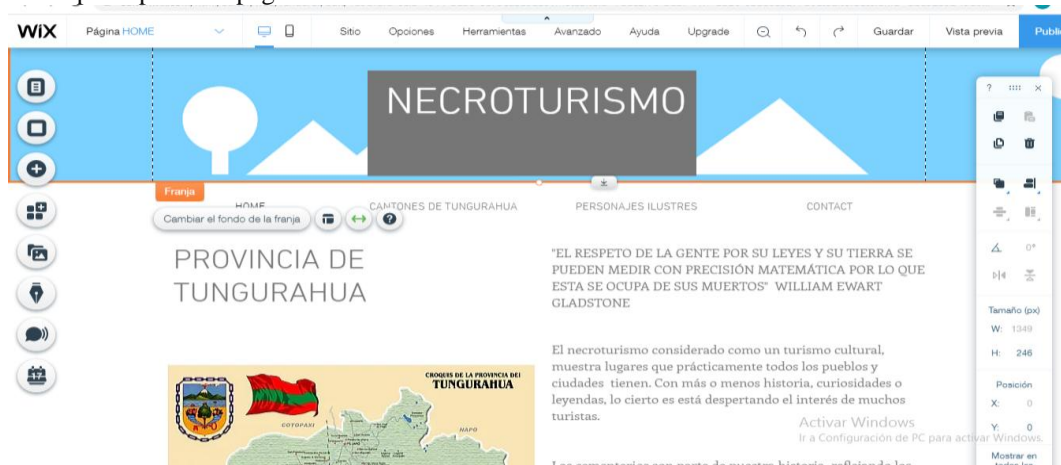 WiX Página HOME Sitio Opciones Herramientas Avanzado Ayuda Upgrade Guardar Vista previa Publi
NECROTURISMO
Franja
HOME CANTONES DE TUNGURAHUA PERSONAJES ILUSTRES CONTACT
Cambiar el fondo de la franja
PROVINCIA DE
TUNGURAHUA
"EL RESPETO DE LA GENTE POR SU LEYES Y SU TIERRA SE
PUEDEN MEDIR CON PRECISIÓN MATEMÁTICA POR LO QUE
ESTA SE OCUPA DE SUS MUERTOS" WILLIAM EWART
GLADSTONE
El necroturismo considerado como un turismo cultural,
muestra lugares que prácticamente todos los pueblos y
ciudades tienen. Con más o menos historia, curiosidades o
leyendas, lo cierto es está despertando el interés de muchos
turistas.
CROQUIS DE LA PROVINCIA DEL
TUNGURAHUA
COTOPAXI
NAPO
17
?
0°
Tamaño (px)
W: 1349
H: 246
Posición
X: 0
Y: 0
Mostrar en
Activar Windows
Ir a Configuración de PC para activar Windows.